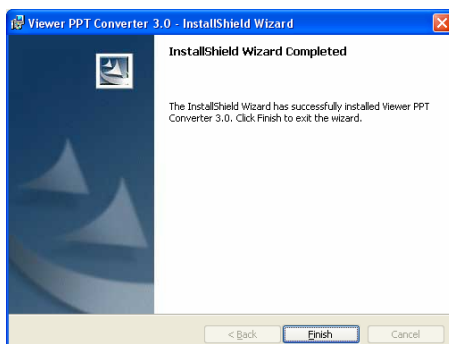 Viewer PPT Converter 3.0 - InstallShield Wizard
InstallShield Wizard Completed
The InstallShield Wizard has successfully installed Viewer PPT
Converter 3.0. Click Finish to exit the wizard.
< Back
Finish
Cancel